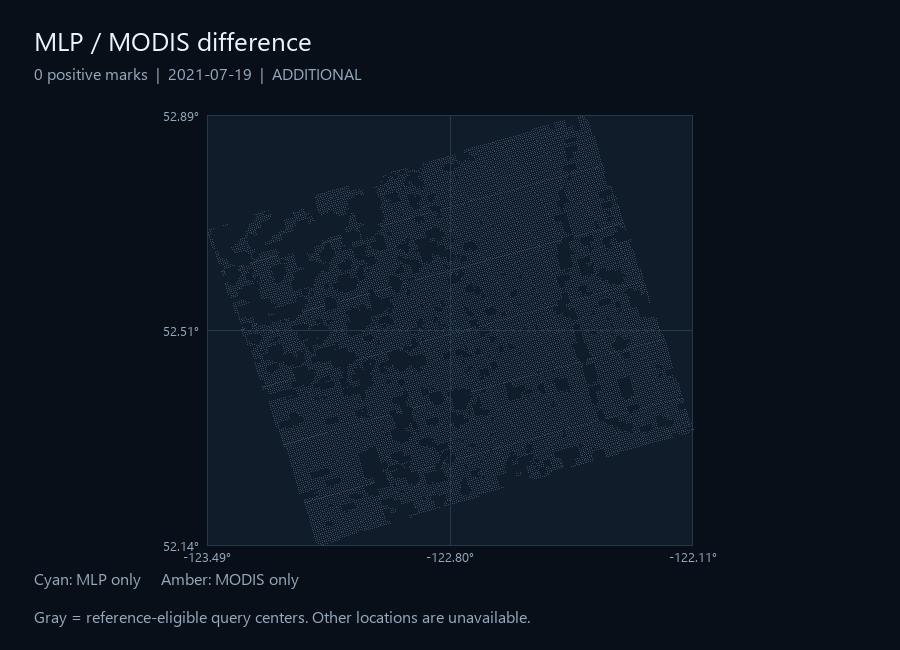 MLP / MODIS difference
0 positive marks | 2021-07-19 | ADDITIONAL
52.89°
52.51°
52.14°
-123.49° -122.80° -122.11°
Cyan: MLP only Amber: MODIS only
Gray = reference-eligible query centers. Other locations are unavailable.